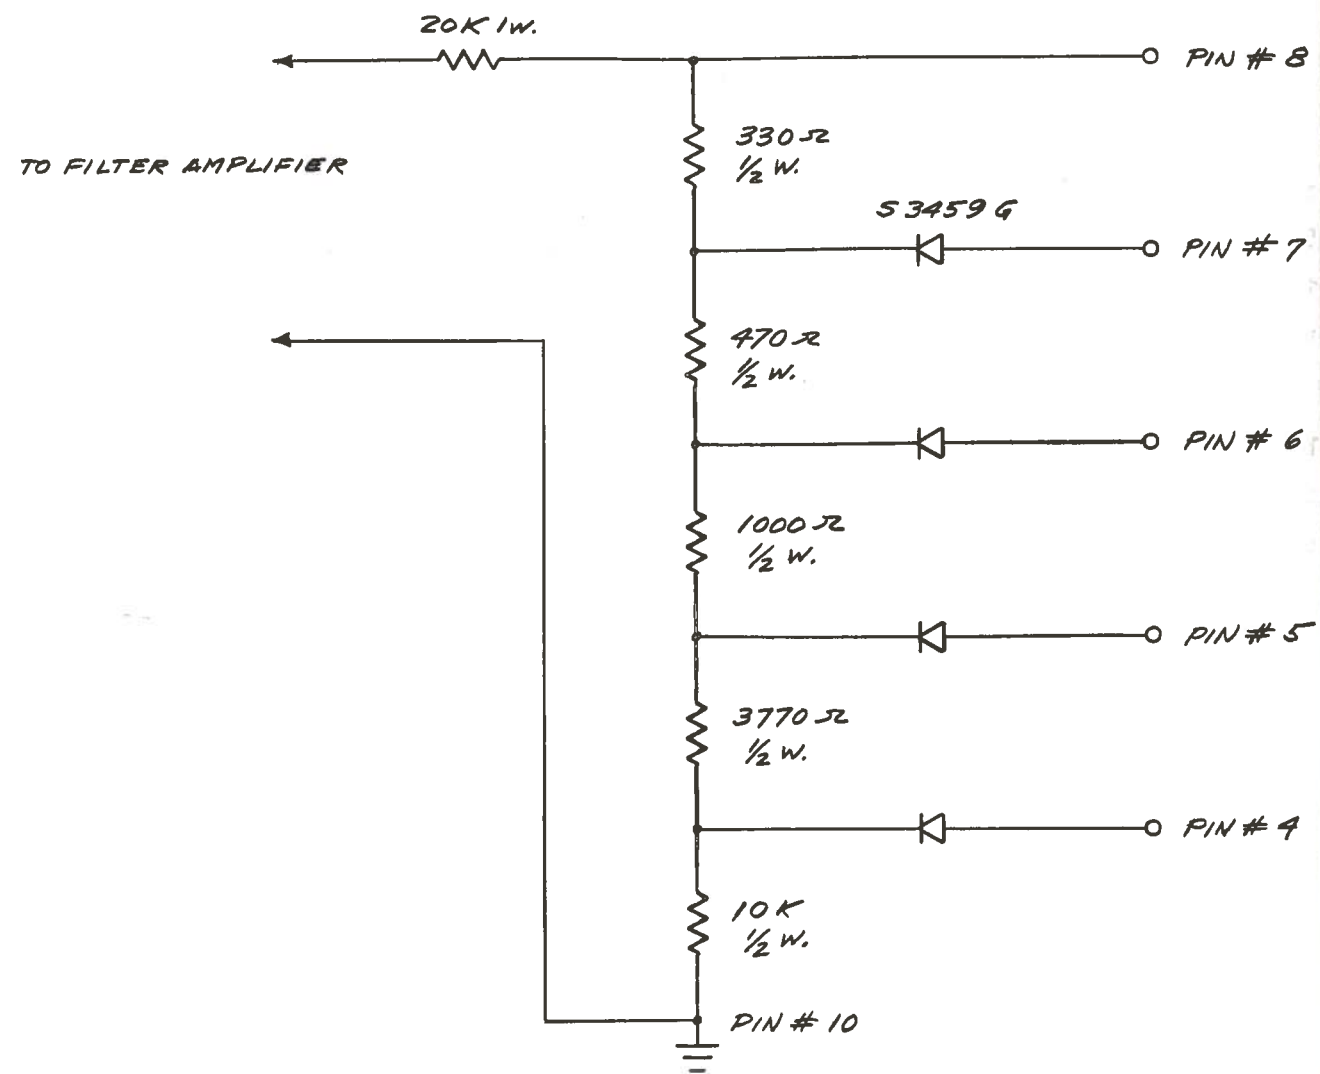 20K 1W.
PIN # 8
330Ω
1/2 W.
TO FILTER AMPLIFIER
S3459G
PIN # 7
470Ω
1/2 W.
PIN # 6
1000Ω
1/2 W.
PIN # 5
3770Ω
1/2 W.
PIN # 4
10K
1/2 W.
PIN # 10